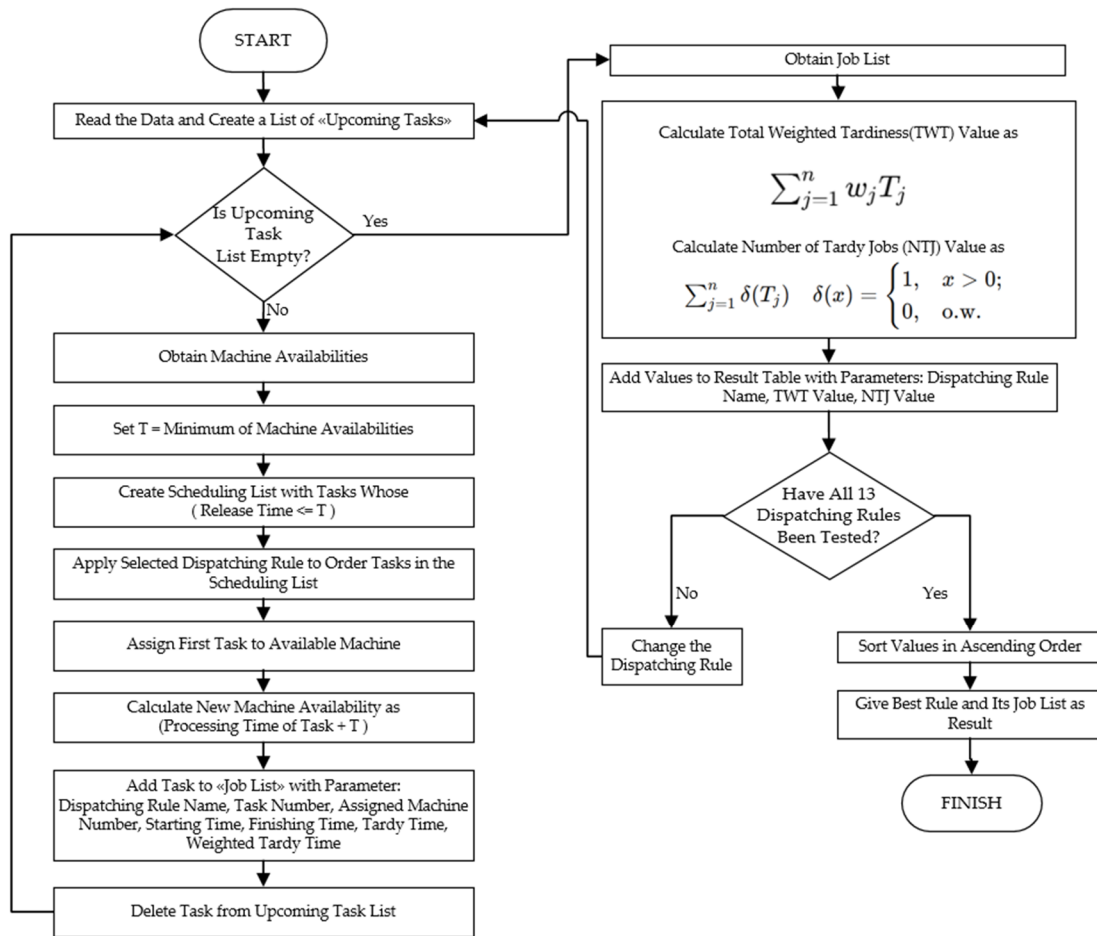 START
Read the Data and Create a List of «Upcoming Tasks»
Is Upcoming
Task
List Empty?
Yes
No
Obtain Machine Availabilities
Set T = Minimum of Machine Availabilities
Create Scheduling List with Tasks Whose
( Release Time <= T )
Apply Selected Dispatching Rule to Order Tasks in the
Scheduling List
Assign First Task to Available Machine
Calculate New Machine Availability as
(Processing Time of Task + T )
Add Task to «Job List» with Parameter:
Dispatching Rule Name, Task Number, Assigned Machine
Number, Starting Time, Finishing Time, Tardy Time,
Weighted Tardy Time
Delete Task from Upcoming Task List
Obtain Job List
Calculate Total Weighted Tardiness(TWT) Value as
∑_{j=1}^{n} w_j T_j
Calculate Number of Tardy Jobs (NTJ) Value as
∑_{j=1}^{n} δ(T_j) δ(x) = { 1, x > 0;
0, o.w.
Add Values to Result Table with Parameters: Dispatching Rule
Name, TWT Value, NTJ Value
Have All 13
Dispatching Rules
Been Tested?
No
Yes
Change the
Dispatching Rule
Sort Values in Ascending Order
Give Best Rule and Its Job List as
Result
FINISH